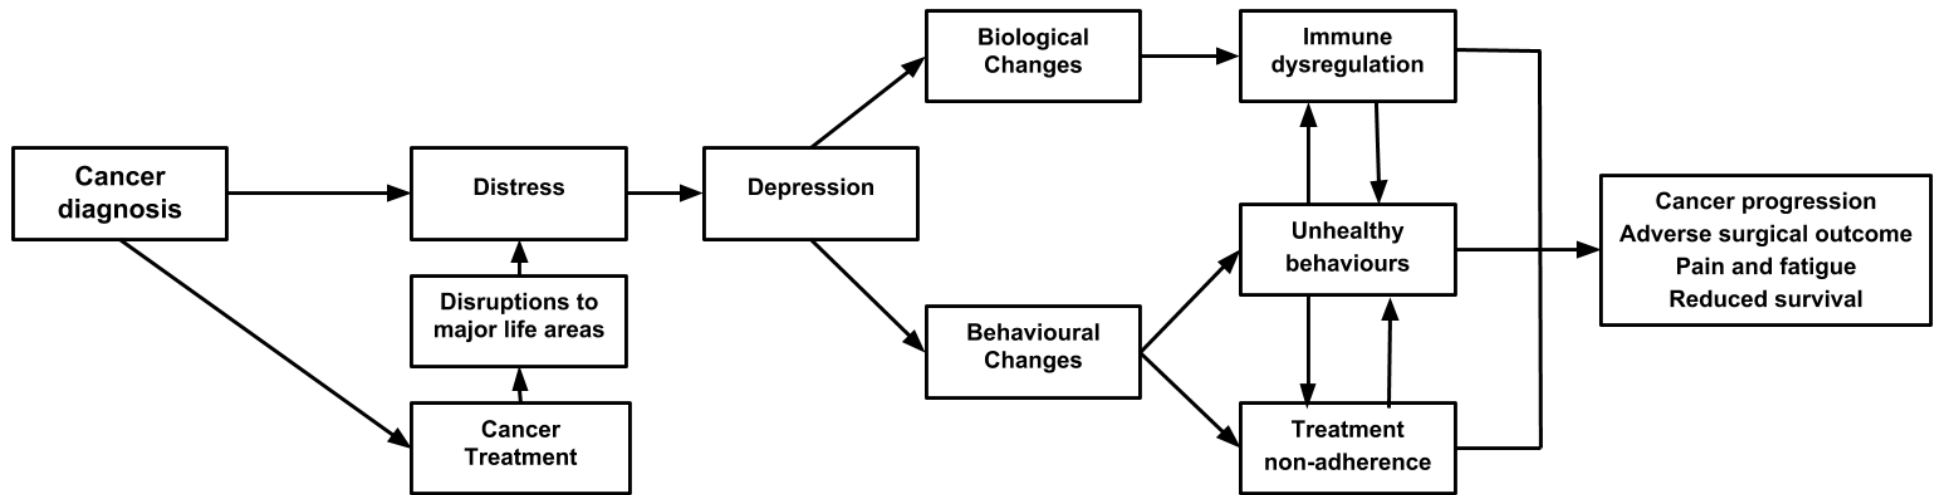 Cancer
diagnosis
Distress
Disruptions to
major life areas
Cancer
Treatment
Depression
Biological
Changes
Behavioural
Changes
Immune
dysregulation
Unhealthy
behaviours
Treatment
non-adherence
Cancer progression
Adverse surgical outcome
Pain and fatigue
Reduced survival